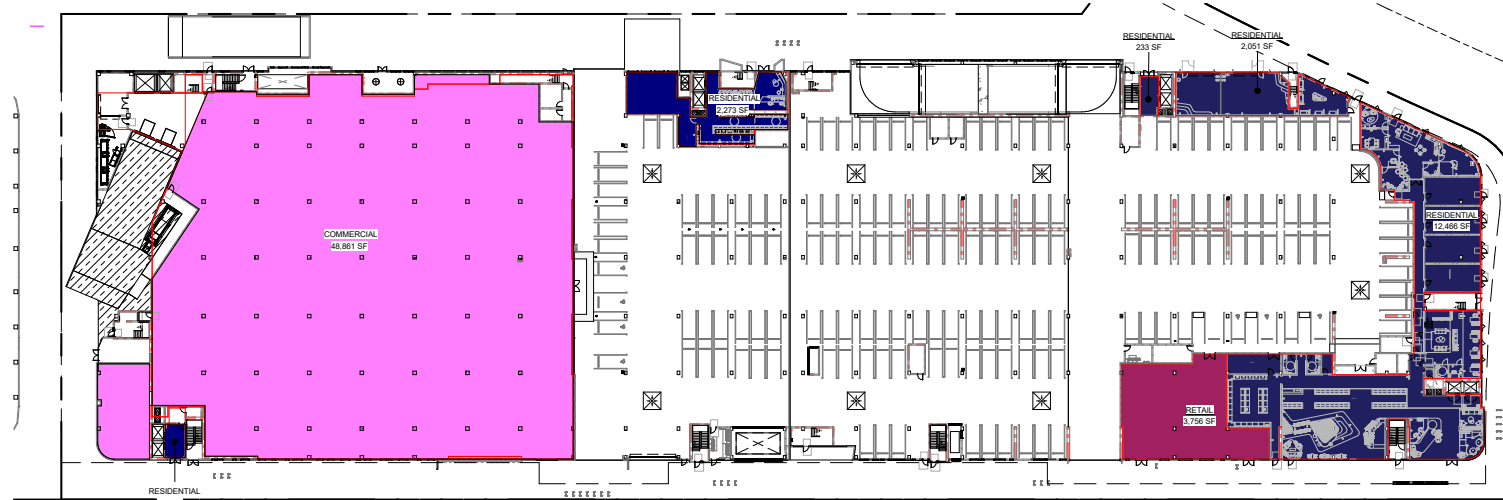 RESIDENTIAL
233 SF
RESIDENTIAL
2,051 SF
RESIDENTIAL
2,273 SF
COMMERCIAL
48,861 SF
RESIDENTIAL
12,466 SF
RETAIL
3,756 SF
RESIDENTIAL